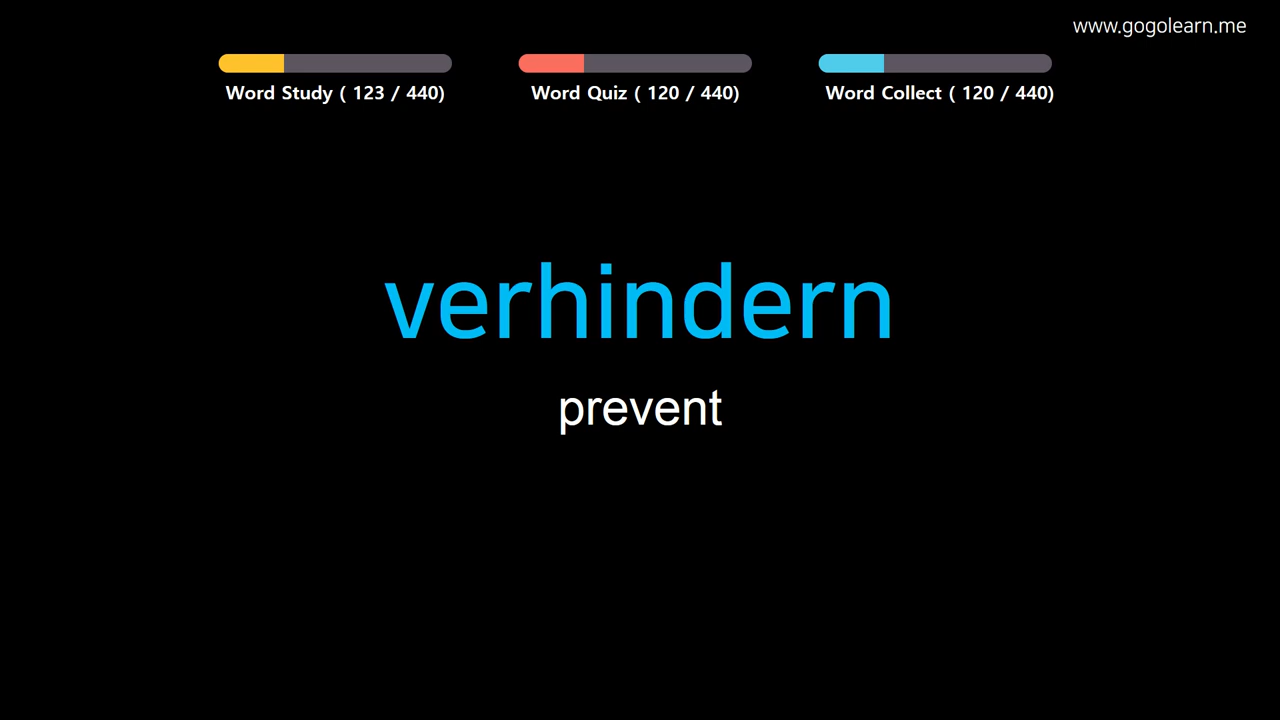 www.gogolearn.me
Word Study ( 123 / 440)
Word Quiz ( 120 / 440)
Word Collect ( 120 / 440)
verhindern
prevent